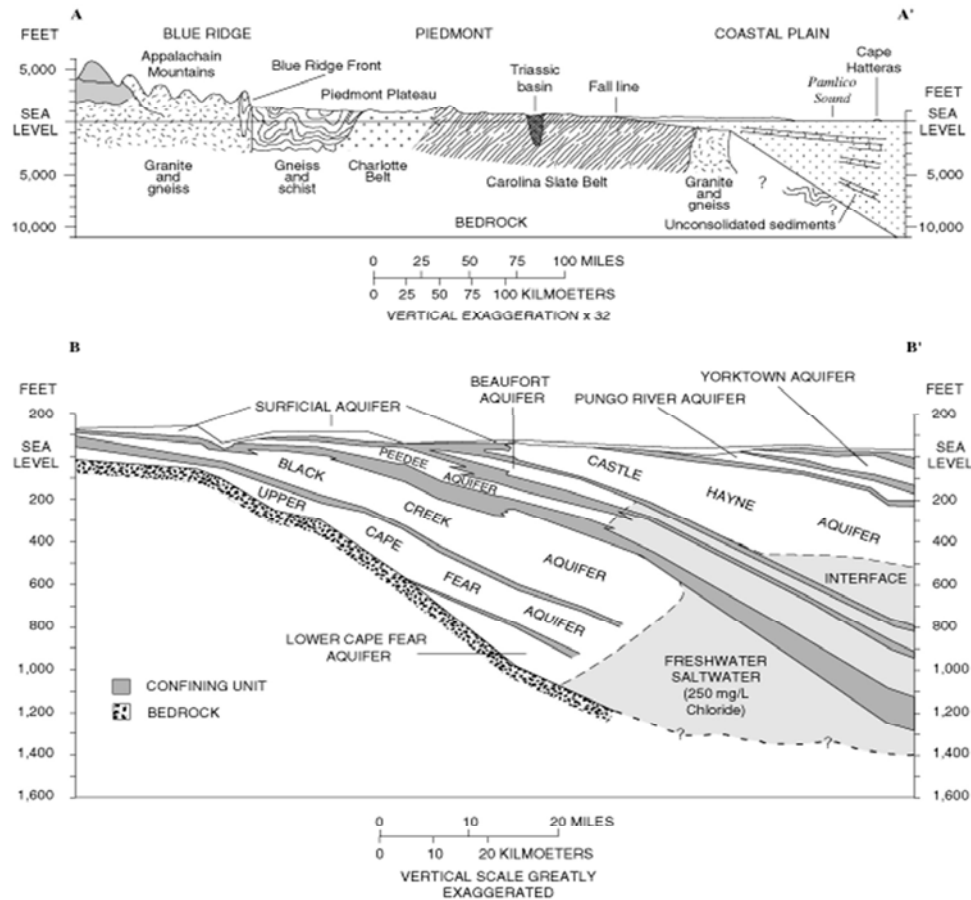 A
A'
FEET
BLUE RIDGE
PIEDMONT
COASTAL PLAIN
FEET
5,000
SEA
LEVEL
5,000
10,000
Appalachain
Mountains
Blue Ridge Front
Piedmont Plateau
Triassic
basin
Fall line
Pamlico
Sound
Cape
Hatteras
SEA
LEVEL
5,000
10,000
Granite
and
gneiss
Gneiss
and
schist
Charlotte
Belt
Carolina Slate Belt
Granite
and
gneiss
?
?
Unconsolidated sediments
BEDROCK
0 25 50 75 100 MILES
0 25 50 75 100 KILMOETERS
VERTICAL EXAGGERATION x 32
B
B'
FEET
200
SEA
LEVEL
200
400
600
800
1,000
1,200
1,400
1,600
SURFICIAL AQUIFER
BEAUFORT
AQUIFER
PUNGO RIVER AQUIFER
YORKTOWN AQUIFER
FEET
200
SEA
LEVEL
200
400
600
800
1,000
1,200
1,400
1,600
PEEDEE
AQUIFER
CASTLE
HAYNE
AQUIFER
BLACK
CREEK
AQUIFER
UPPER
CAPE
FEAR
AQUIFER
INTERFACE
LOWER CAPE FEAR
AQUIFER
FRESHWATER
SALTWATER
(250 mg/L
Chloride)
CONFINING UNIT
BEDROCK
?
?
0 10 20 MILES
0 10 20 KILMOETERS
VERTICAL SCALE GREATLY
EXAGGERATED